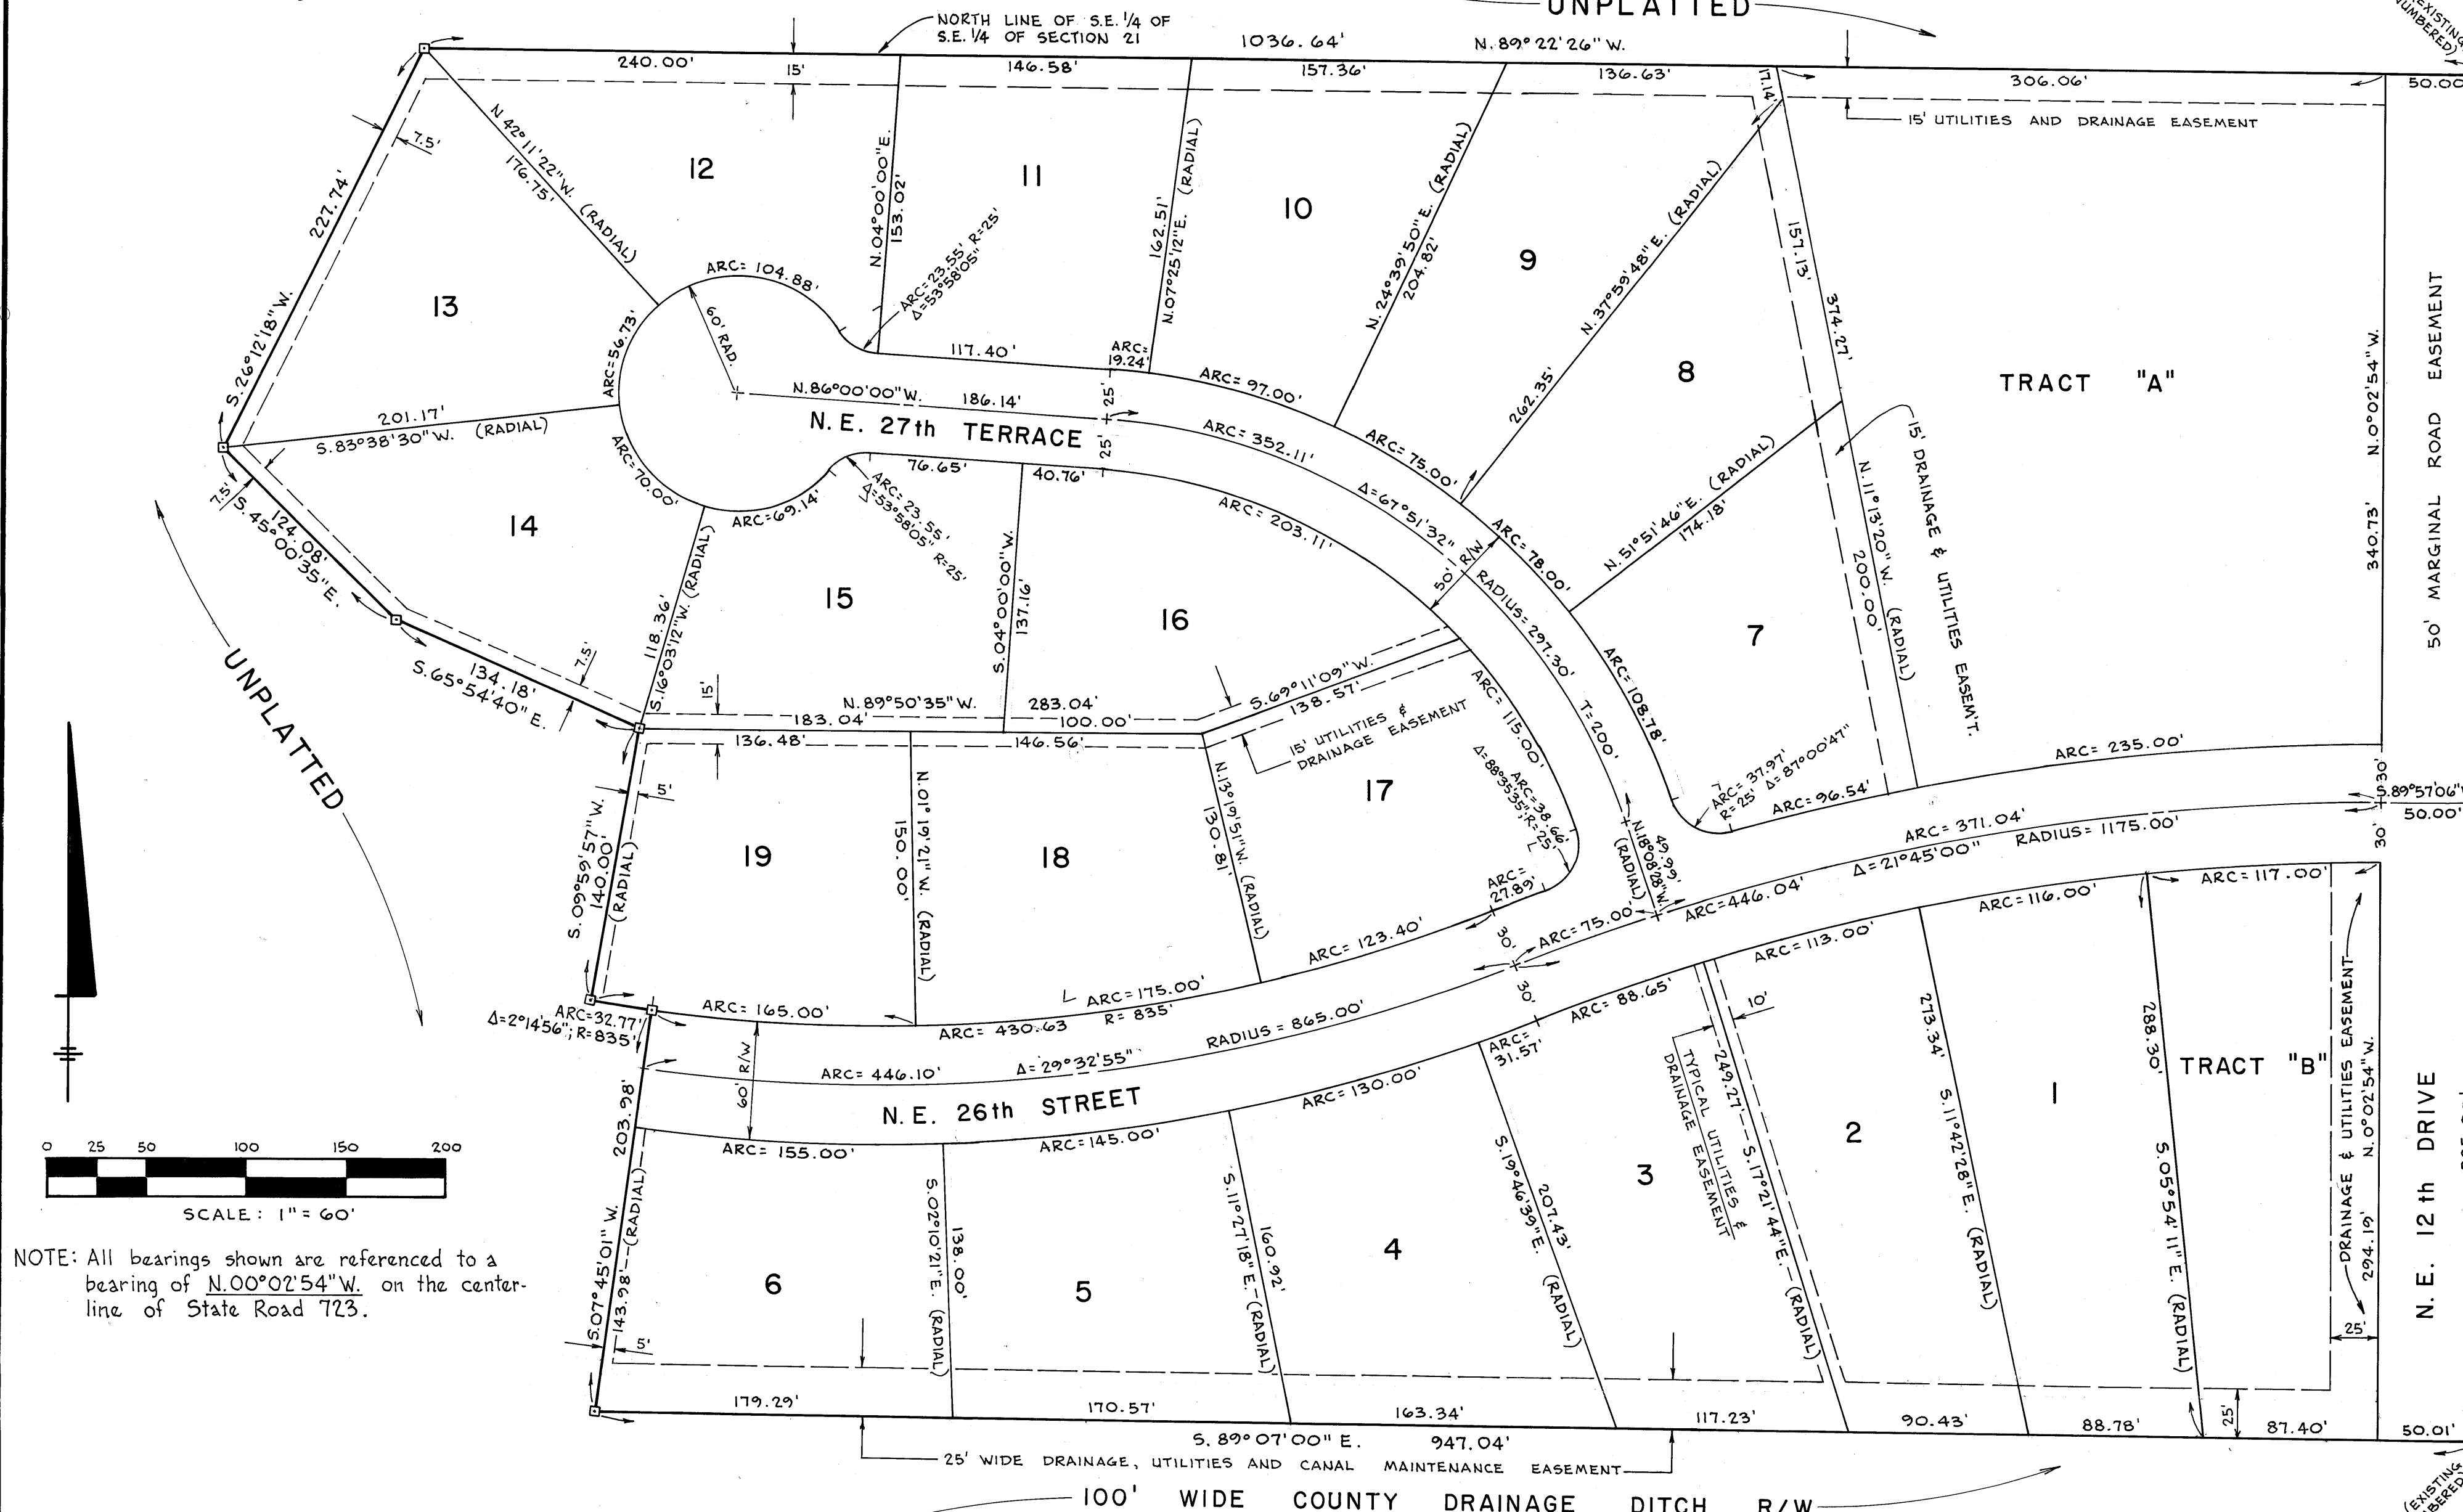 UNPLATTED
NORTH LINE OF S.E. 1/4 OF
S.E. 1/4 OF SECTION 21
1036.64'
N. 89° 22' 26" W.
240.00'
15'
146.58'
157.36'
136.63'
17.14'
306.06'
50.00
15' UTILITIES AND DRAINAGE EASEMENT
(EXISTING
NUMBERED)
7.5'
227.74'
S. 26°12'18" W.
N 42° 11' 22" W. (RADIAL)
176.75'
12
N.04°00'00"E.
153.02'
11
162.51'
N.07°25'12"E. (RADIAL)
10
N. 24°39'50" E. (RADIAL)
204.82'
9
N. 37°59'48" E. (RADIAL)
262.35'
157.13'
374.27'
8
TRACT "A"
13
ARC= 104.88'
60' RAD.
ARC=56.73'
ARC=23.55' R=25'
Δ=53°58'05"
117.40'
ARC=
19.24'
ARC= 97.00'
ARC= 75.00'
N.86°00'00"W. 186.14'
25'
25'
N.E. 27th TERRACE
ARC= 352.11'
Δ=67°51'32"
RADIUS= 297.30'
T= 200'
201.17'
S.83°38'30"W. (RADIAL)
ARC= 70.00'
ARC=69.14'
ARC=23.55'
Δ=53°58'05" R=25'
76.65'
40.76'
ARC= 203.11'
50' R/W
ARC= 78.00'
N.51°51'46"E. (RADIAL)
174.18'
N. 11°13'20" W. (RADIAL)
200.00'
15' DRAINAGE & UTILITIES EASEM'T.
N.0°02'54"W.
340.73'
50' MARGINAL ROAD EASEMENT
7.5'
124.08'
S. 45°00'35"E.
14
118.36'
S.16°03'12"W. (RADIAL)
15
S.04°00'00"W.
137.16'
16
7
ARC= 108.78'
UNPLATTED
134.18'
S.65°54'40" E.
7.5'
15'
N.89°50'35"W. 283.04'
183.04'
100.00'
S.69°11'09"W.
138.57'
15' UTILITIES &
DRAINAGE EASEMENT
136.48'
146.56'
ARC= 115.00'
ARC=38.66'
Δ=88°35'35"; R=25'
ARC=37.97'
R=25' Δ=87°00'47"
ARC= 96.54'
ARC= 235.00'
30'
S.89°57'06"
50.00'
30'
5'
S. 09°59'57" W.
140.00'
(RADIAL)
19
N.01° 19'21" W. (RADIAL)
150.00'
18
N.13°19'51"W. (RADIAL)
130.81'
17
ARC=
27.89'
N.18°08'28"W.
49.99'
(RADIAL)
ARC= 371.04'
Δ=21°45'00" RADIUS= 1175.00'
ARC=446.04'
ARC= 75.00'
30'
30'
ARC= 123.40'
ARC=32.77'
Δ=2°14'56"; R=835'
ARC= 165.00'
ARC= 175.00'
ARC= 430.63 R= 835'
RADIUS = 865.00'
ARC= 446.10'
Δ= 29°32'55"
60' R/W
N.E. 26th STREET
203.98'
ARC= 155.00'
ARC=145.00'
ARC=130.00'
ARC=
31.57'
ARC= 88.65'
ARC= 113.00'
ARC= 116.00'
ARC= 117.00'
10'
TYPICAL UTILITIES &
DRAINAGE EASEMENT
249.27'
S.17°21'44"E. (RADIAL)
273.34'
S.11°42'28"E. (RADIAL)
288.30'
S.05°54'11"E. (RADIAL)
TRACT "B"
DRAINAGE & UTILITIES EASEMENT
294.19' N.0°02'54"W.
N.E. 12th DRIVE
25'
1
2
3
4
5
6
S.07°45'01" W.
143.98' (RADIAL)
5'
S.02°10'21"E. (RADIAL)
138.00'
S.11°27'18"E. (RADIAL)
160.92'
S.19°46'39"E. (RADIAL)
207.43'
0 25 50 100 150 200
SCALE: 1" = 60'
NOTE: All bearings shown are referenced to a
bearing of N.00°02'54"W. on the center-
line of State Road 723.
179.29'
170.57'
163.34'
117.23'
90.43'
88.78'
25'
87.40'
50.01'
S. 89°07'00" E. 947.04'
25' WIDE DRAINAGE, UTILITIES AND CANAL MAINTENANCE EASEMENT
100' WIDE COUNTY DRAINAGE DITCH R/W
(EXISTING